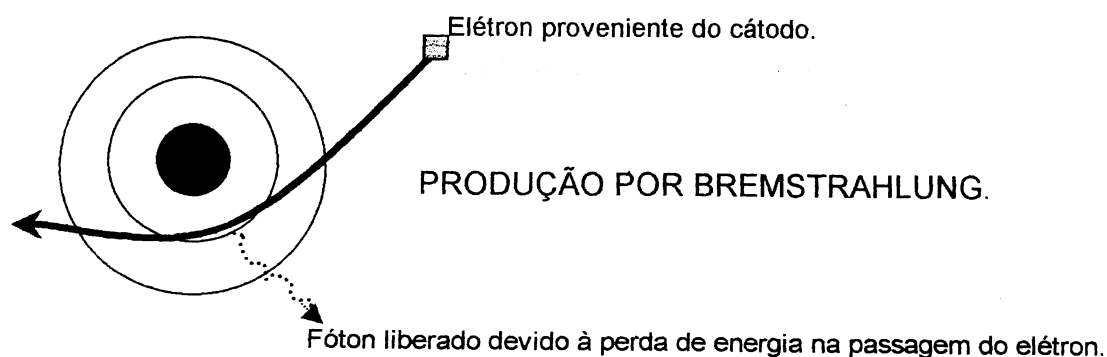 Elétron proveniente do cátodo.
PRODUÇÃO POR BREMSTRAHLUNG.
Fóton liberado devido à perda de energia na passagem do elétron.